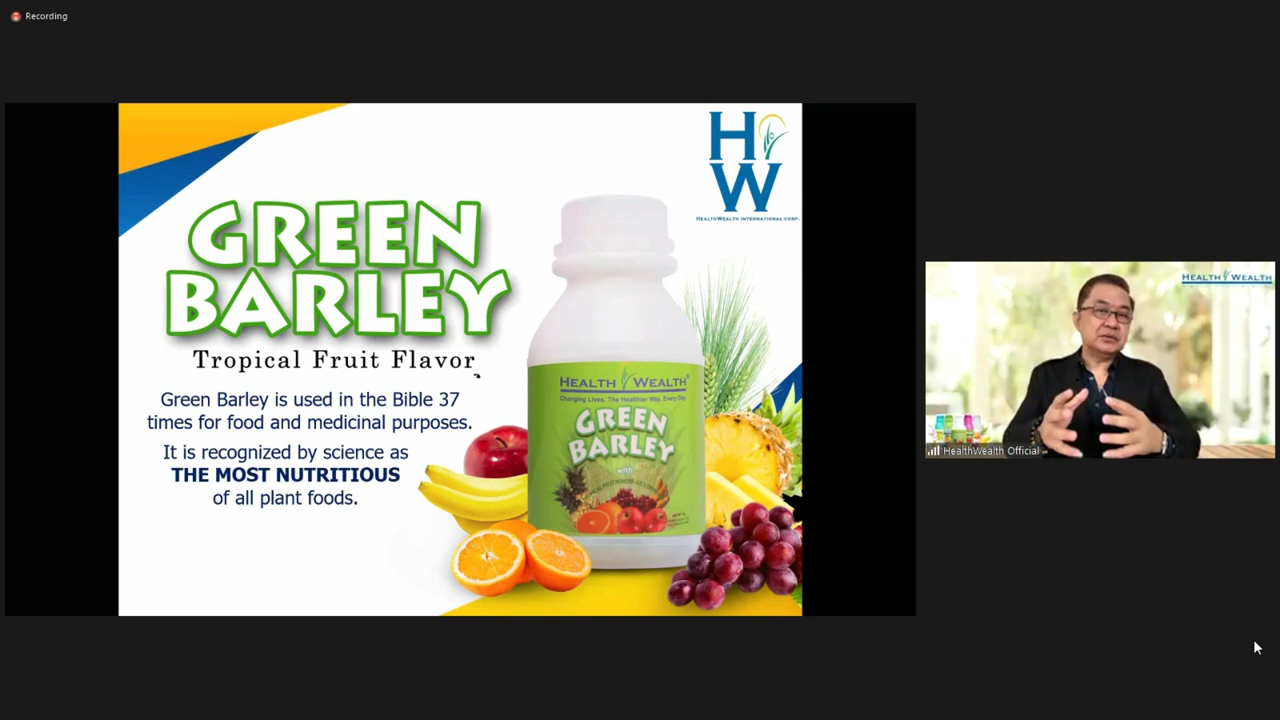 Recording
H
W
HEALTHWEALTH INTERNATIONAL CORP.
GREEN
BARLEY
Tropical Fruit Flavor
Green Barley is used in the Bible 37
times for food and medicinal purposes.
It is recognized by science as
THE MOST NUTRITIOUS
of all plant foods.
HEALTH WEALTH®
Changing Lives. The Healthier Way, Every Day.
GREEN
BARLEY
with
HEALTH WEALTH
HealthWealth Official